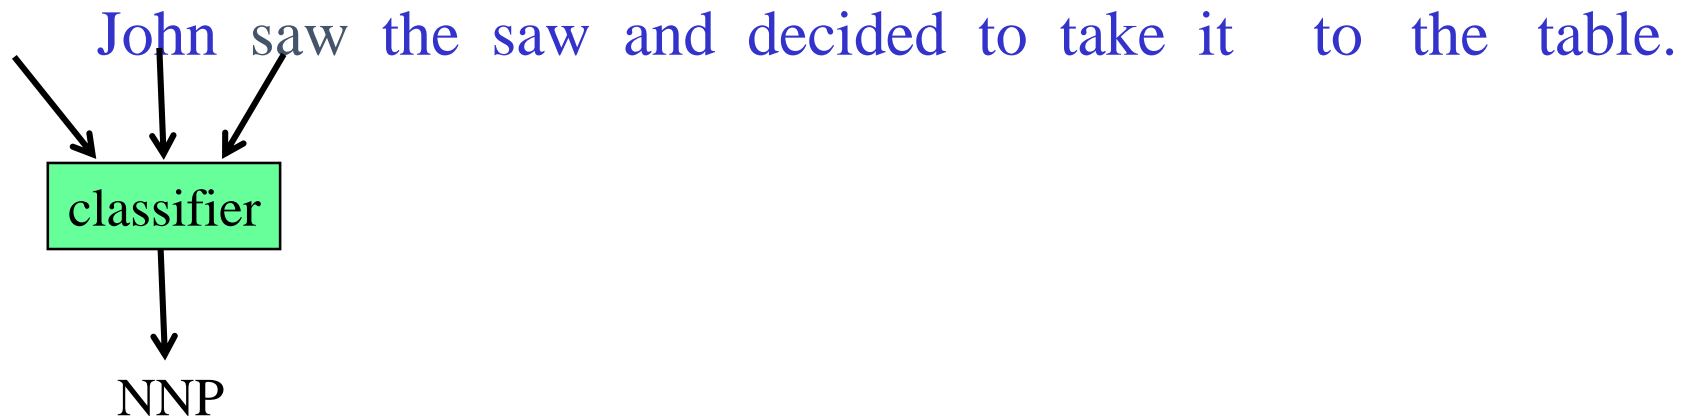 John saw the saw and decided to take it to the table.
classifier
NNP